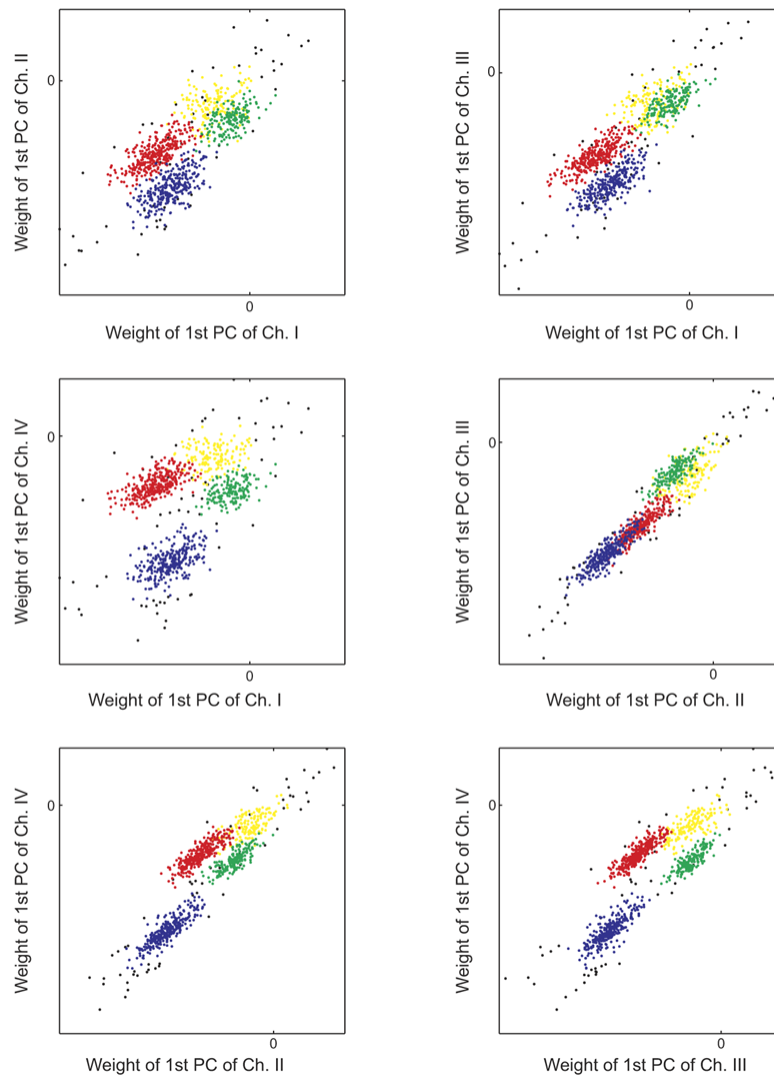 Weight of 1st PC of Ch. II
0
0
Weight of 1st PC of Ch. I
Weight of 1st PC of Ch. III
0
0
Weight of 1st PC of Ch. I
Weight of 1st PC of Ch. IV
0
0
Weight of 1st PC of Ch. I
Weight of 1st PC of Ch. III
0
0
Weight of 1st PC of Ch. II
Weight of 1st PC of Ch. IV
0
0
Weight of 1st PC of Ch. II
Weight of 1st PC of Ch. IV
0
0
Weight of 1st PC of Ch. III